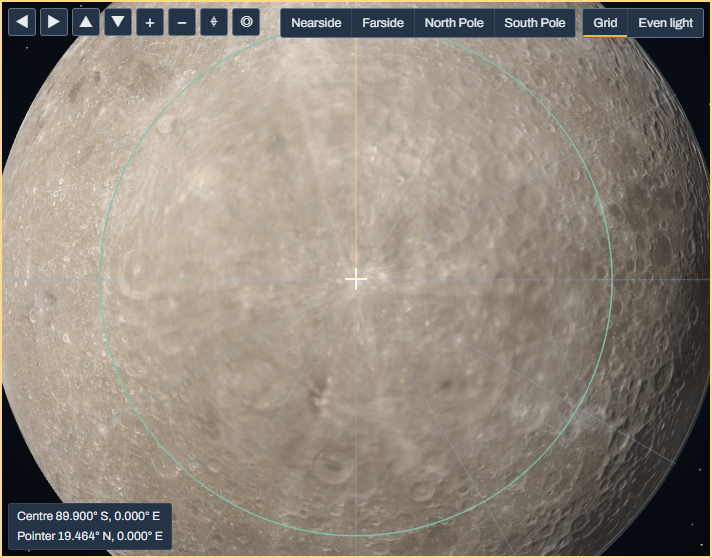 Nearside Farside North Pole South Pole Grid Even light
Centre 89.900° S, 0.000° E
Pointer 19.464° N, 0.000° E